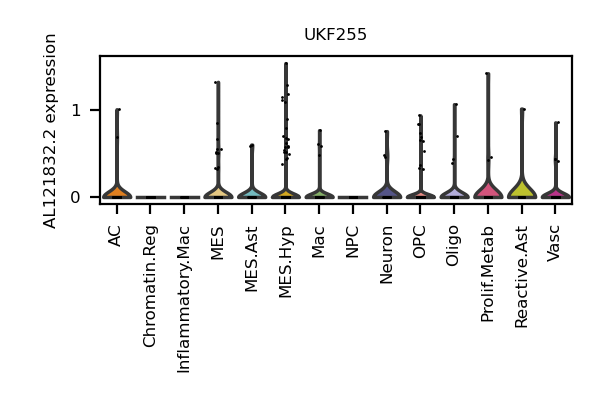 UKF255
AL121832.2 expression
1
0
AC
Chromatin.Reg
Inflammatory.Mac
MES
MES.Ast
MES.Hyp
Mac
NPC
Neuron
OPC
Oligo
Prolif.Metab
Reactive.Ast
Vasc